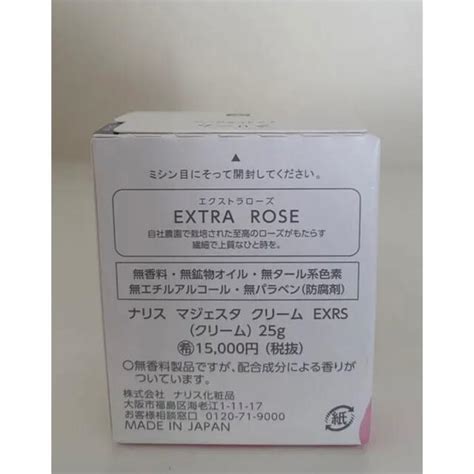 ミシン目にそって開封してください。
エクストラローズ
EXTRA ROSE
自社農園で栽培された至高のローズがもたらす
繊細で上質なひと時を。
無香料・無鉱物オイル・無タール系色素
無エチルアルコール・無パラベン(防腐剤)
ナリス マジェスタ クリーム EXRS
(クリーム) 25g
㋖15,000円 (税抜)
○無香料製品ですが、配合成分による香りが
ついています。
株式会社 ナリス化粧品
大阪市福島区海老江1-11-17
お客様相談窓口 0120-71-9000
MADE IN JAPAN
紙